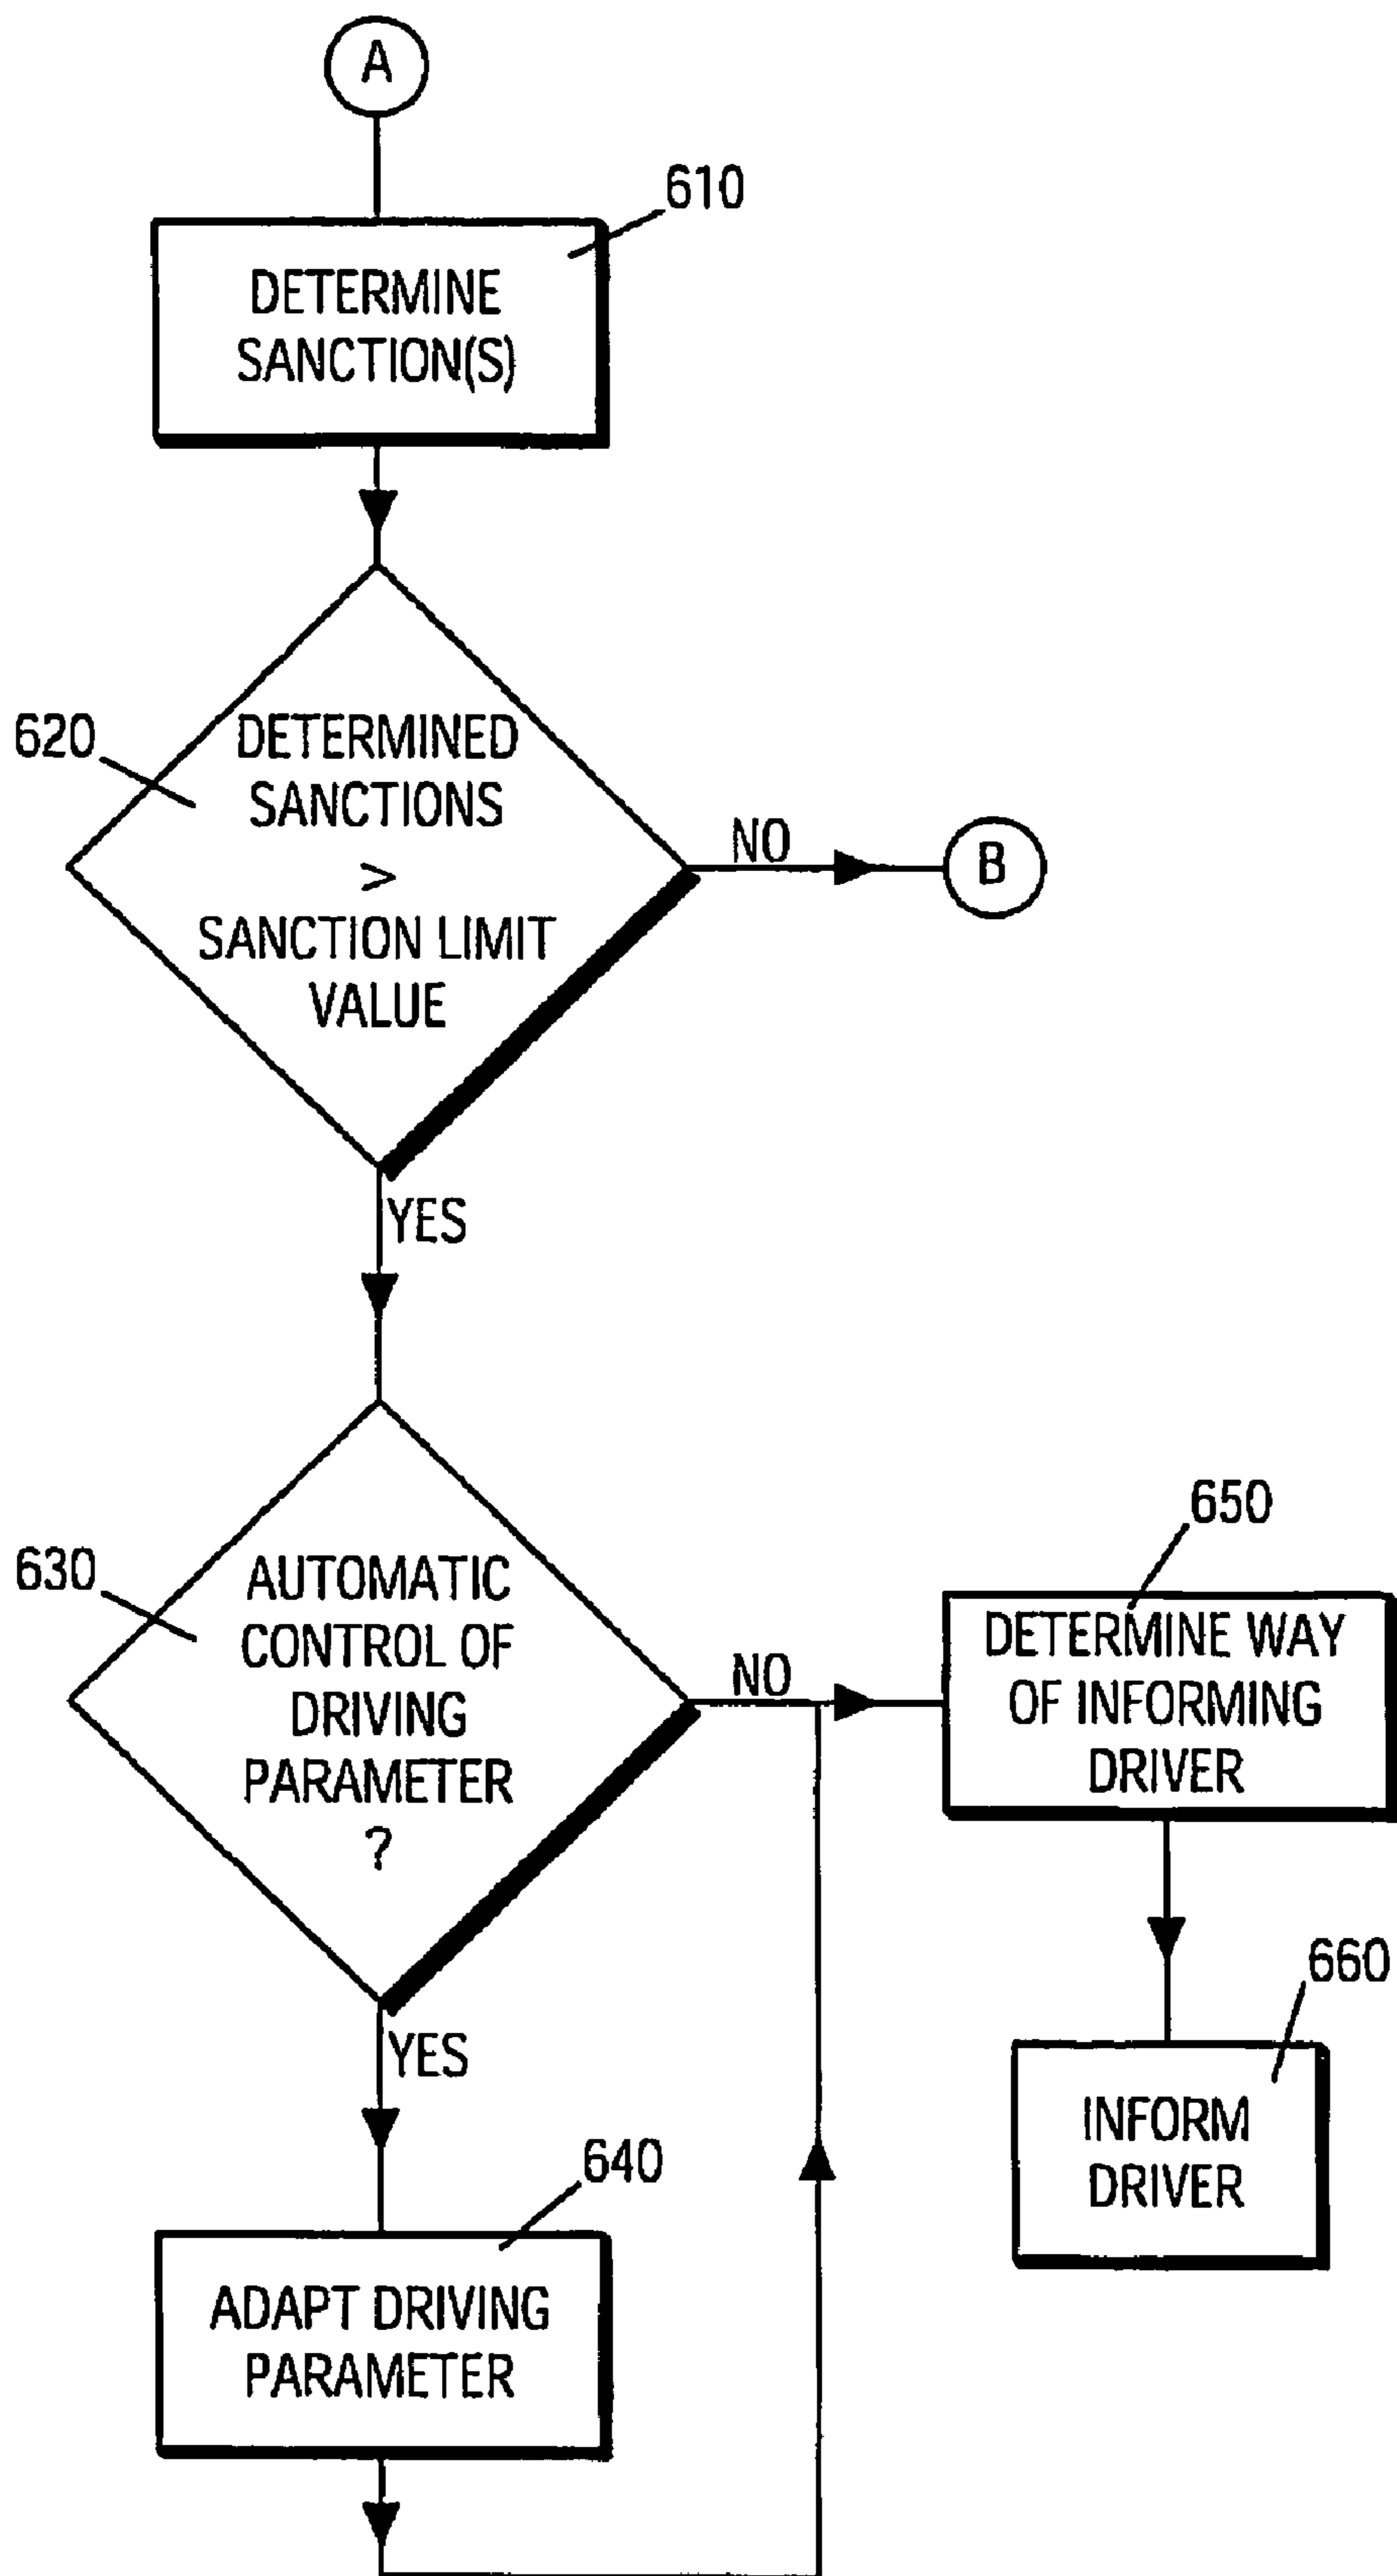 A
610
DETERMINE
SANCTION(S)
620
DETERMINED
SANCTIONS
>
SANCTION LIMIT
VALUE
NO
B
YES
630
AUTOMATIC
CONTROL OF
DRIVING
PARAMETER
?
NO
650
DETERMINE WAY
OF INFORMING
DRIVER
YES
660
INFORM
DRIVER
640
ADAPT DRIVING
PARAMETER